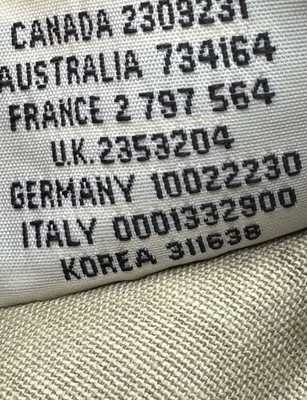 CANADA 2309231
AUSTRALIA 734164
FRANCE 2 797 564
U.K. 2353204
GERMANY 10022230
ITALY 0001332900
KOREA 311638